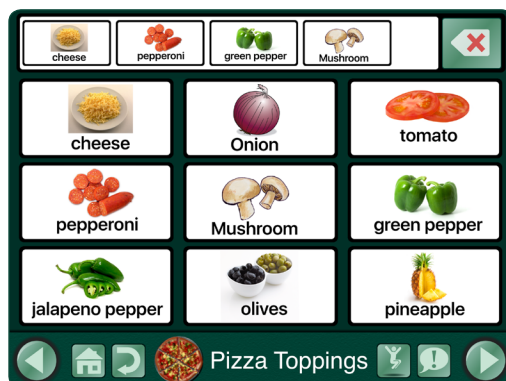 cheese
pepperoni
green pepper
Mushroom
cheese
Onion
tomato
pepperoni
Mushroom
green pepper
jalapeno pepper
olives
pineapple
Pizza Toppings